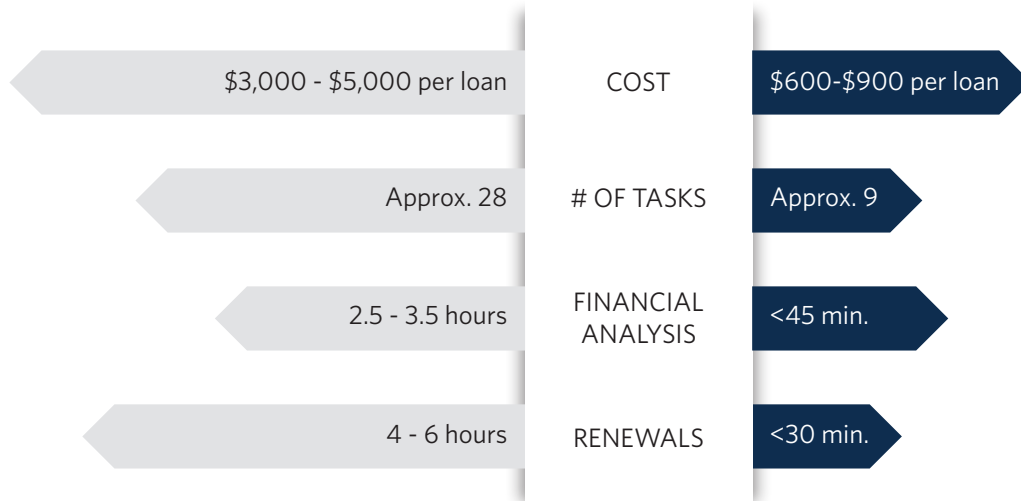 $3,000 - $5,000 per loan
COST
$600-$900 per loan
Approx. 28
# OF TASKS
Approx. 9
2.5 - 3.5 hours
FINANCIAL
ANALYSIS
<45 min.
4 - 6 hours
RENEWALS
<30 min.